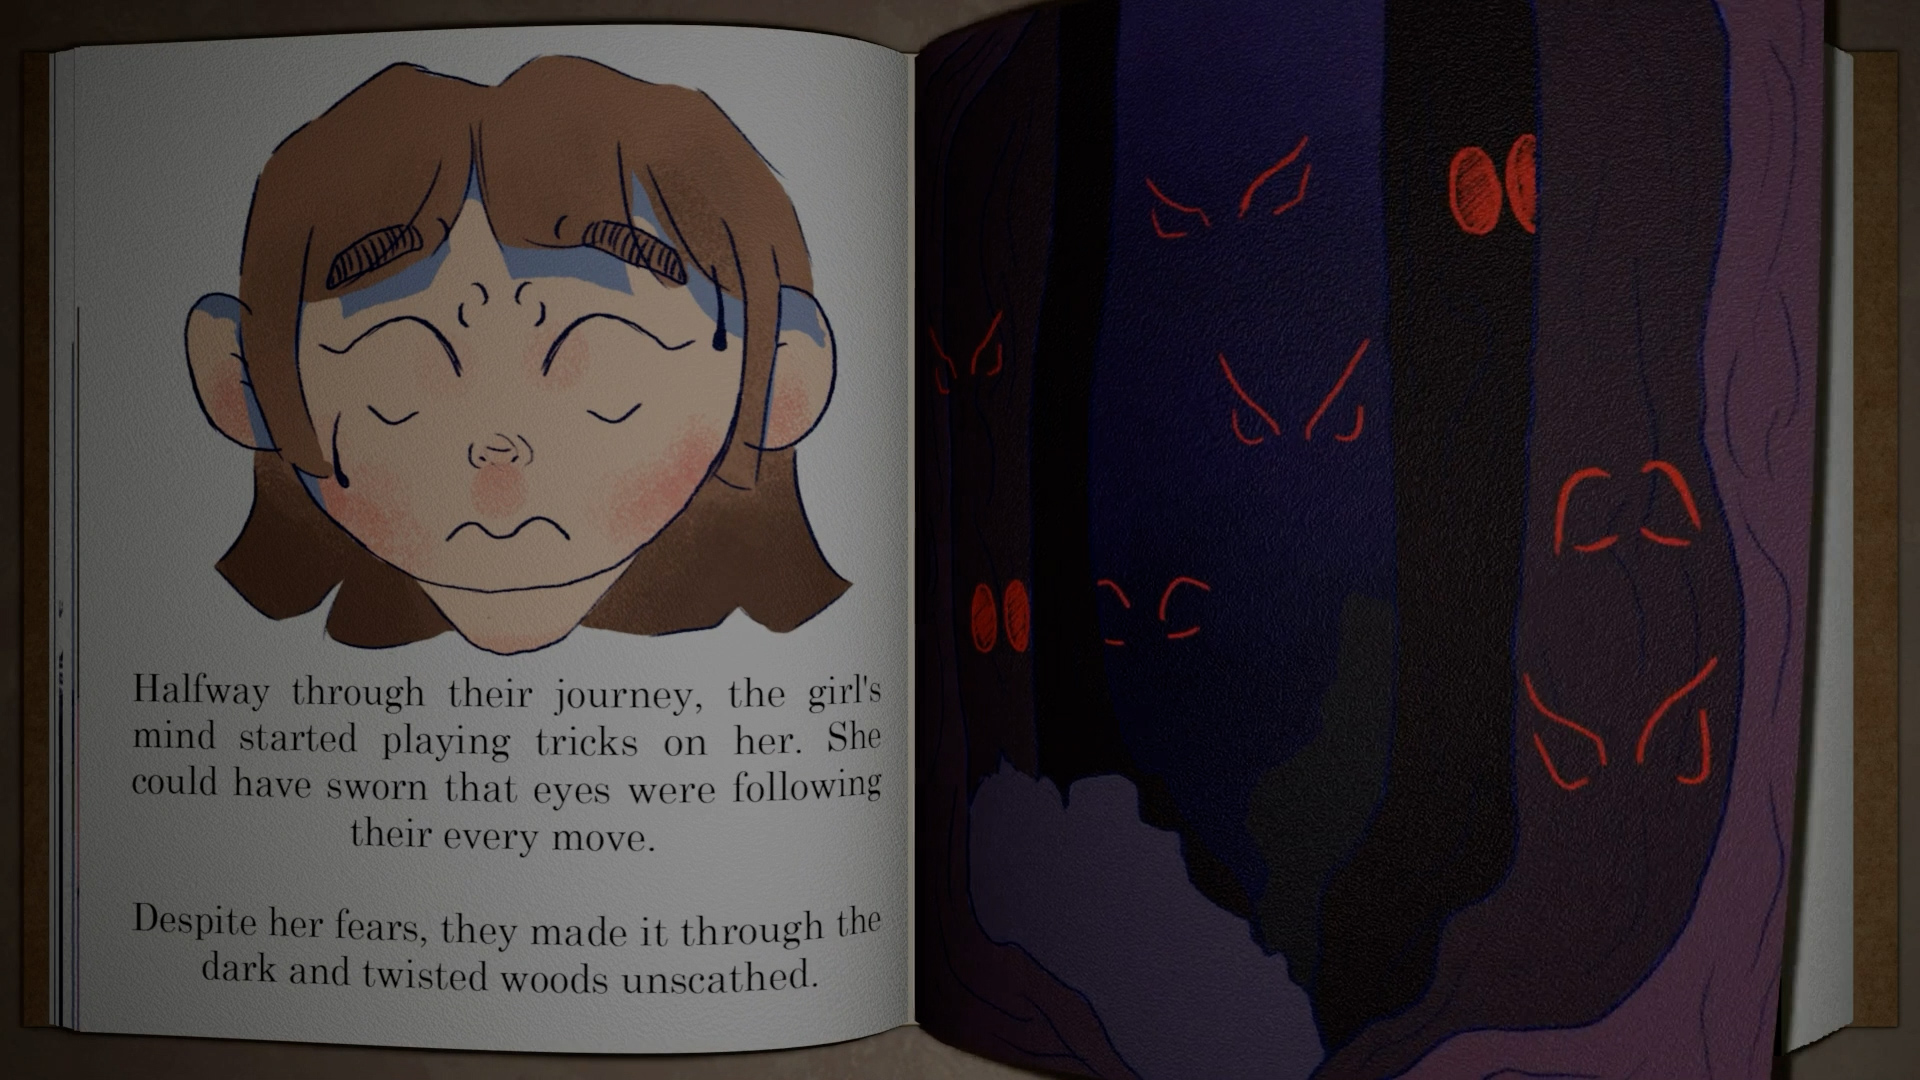 Halfway through their journey, the girl's
mind started playing tricks on her. She
could have sworn that eyes were following
their every move.
Despite her fears, they made it through the
dark and twisted woods unscathed.